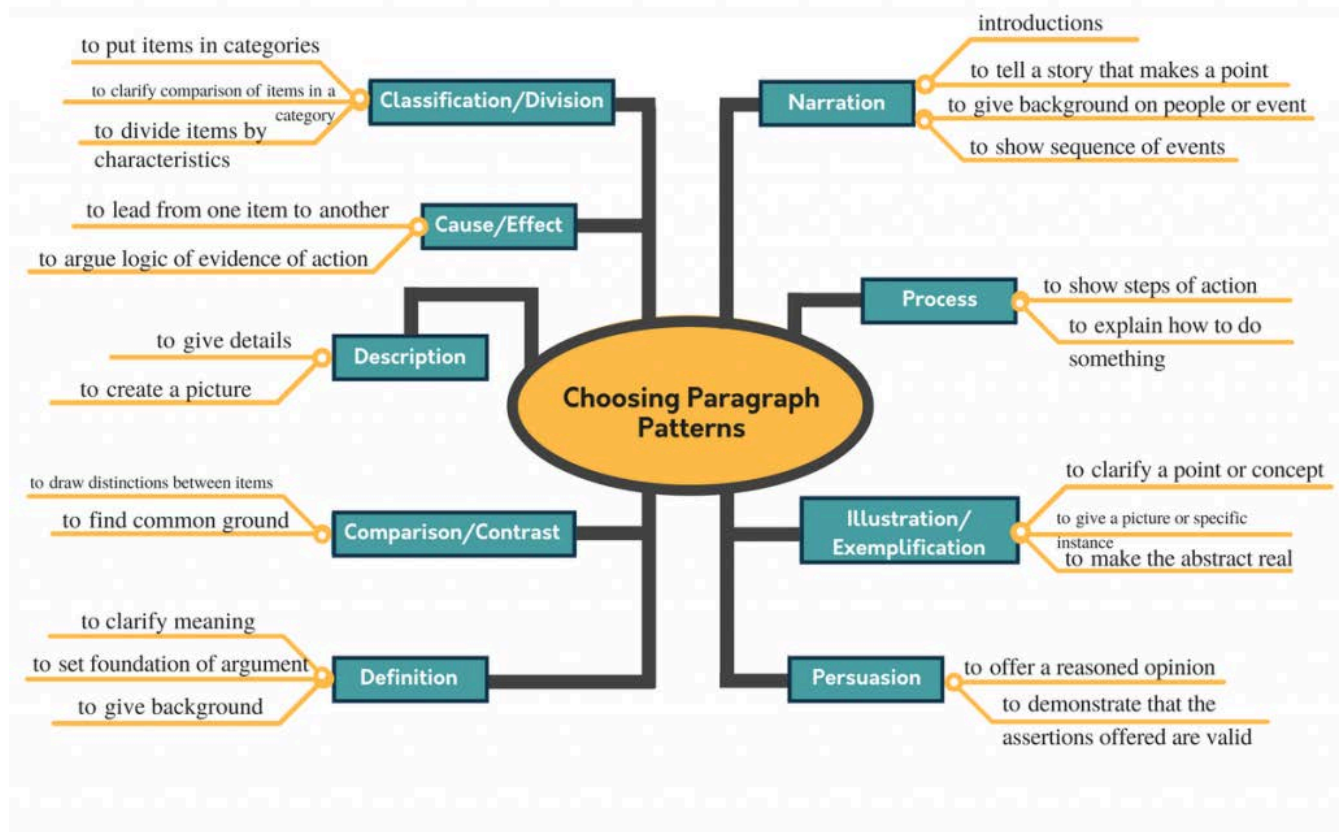 to put items in categories
to clarify comparison of items in a
category
to divide items by
characteristics
Classification/Division
to lead from one item to another
to argue logic of evidence of action
Cause/Effect
to give details
to create a picture
Description
to draw distinctions between items
to find common ground
Comparison/Contrast
to clarify meaning
to set foundation of argument
to give background
Definition
Choosing Paragraph
Patterns
Narration
introductions
to tell a story that makes a point
to give background on people or event
to show sequence of events
Process
to show steps of action
to explain how to do
something
Illustration/
Exemplification
to clarify a point or concept
to give a picture or specific
instance
to make the abstract real
Persuasion
to offer a reasoned opinion
to demonstrate that the
assertions offered are valid